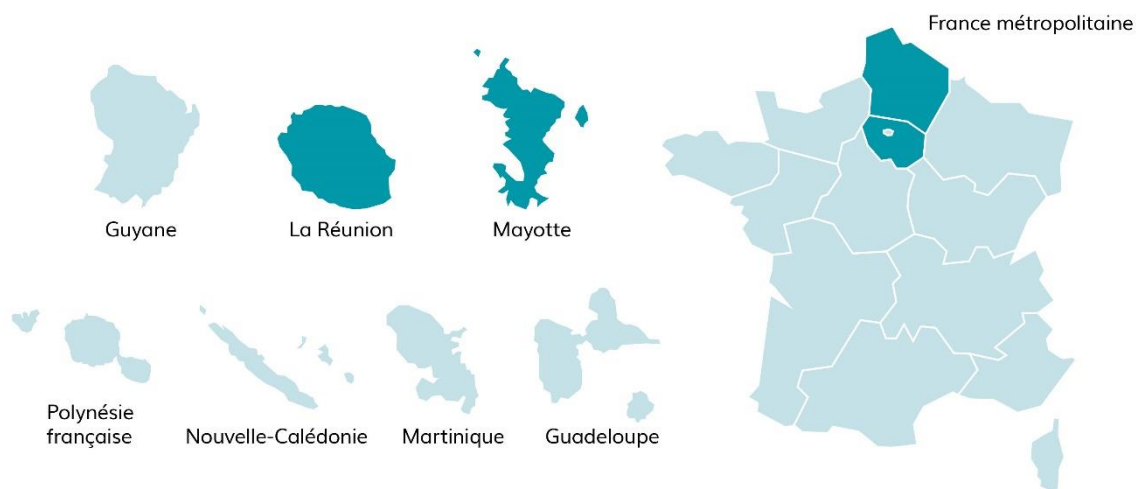 France métropolitaine
Guyane
La Réunion
Mayotte
Polynésie
française
Nouvelle-Calédonie
Martinique
Guadeloupe